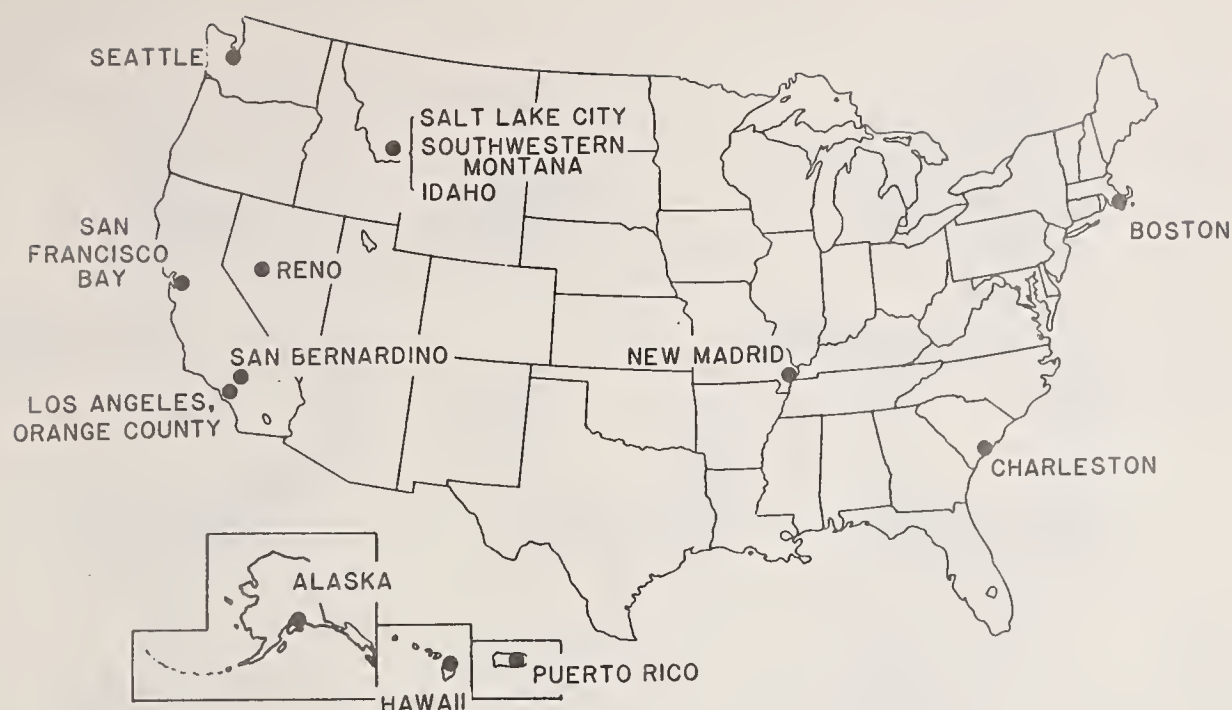 SEATTLE
SALT LAKE CITY
SOUTHWESTERN
MONTANA
IDAHO
SAN
FRANCISCO
BAY
RENO
BOSTON
SAN BERNARDINO
NEW MADRID
LOS ANGELES,
ORANGE COUNTY
CHARLESTON
ALASKA
PUERTO RICO
HAWAII